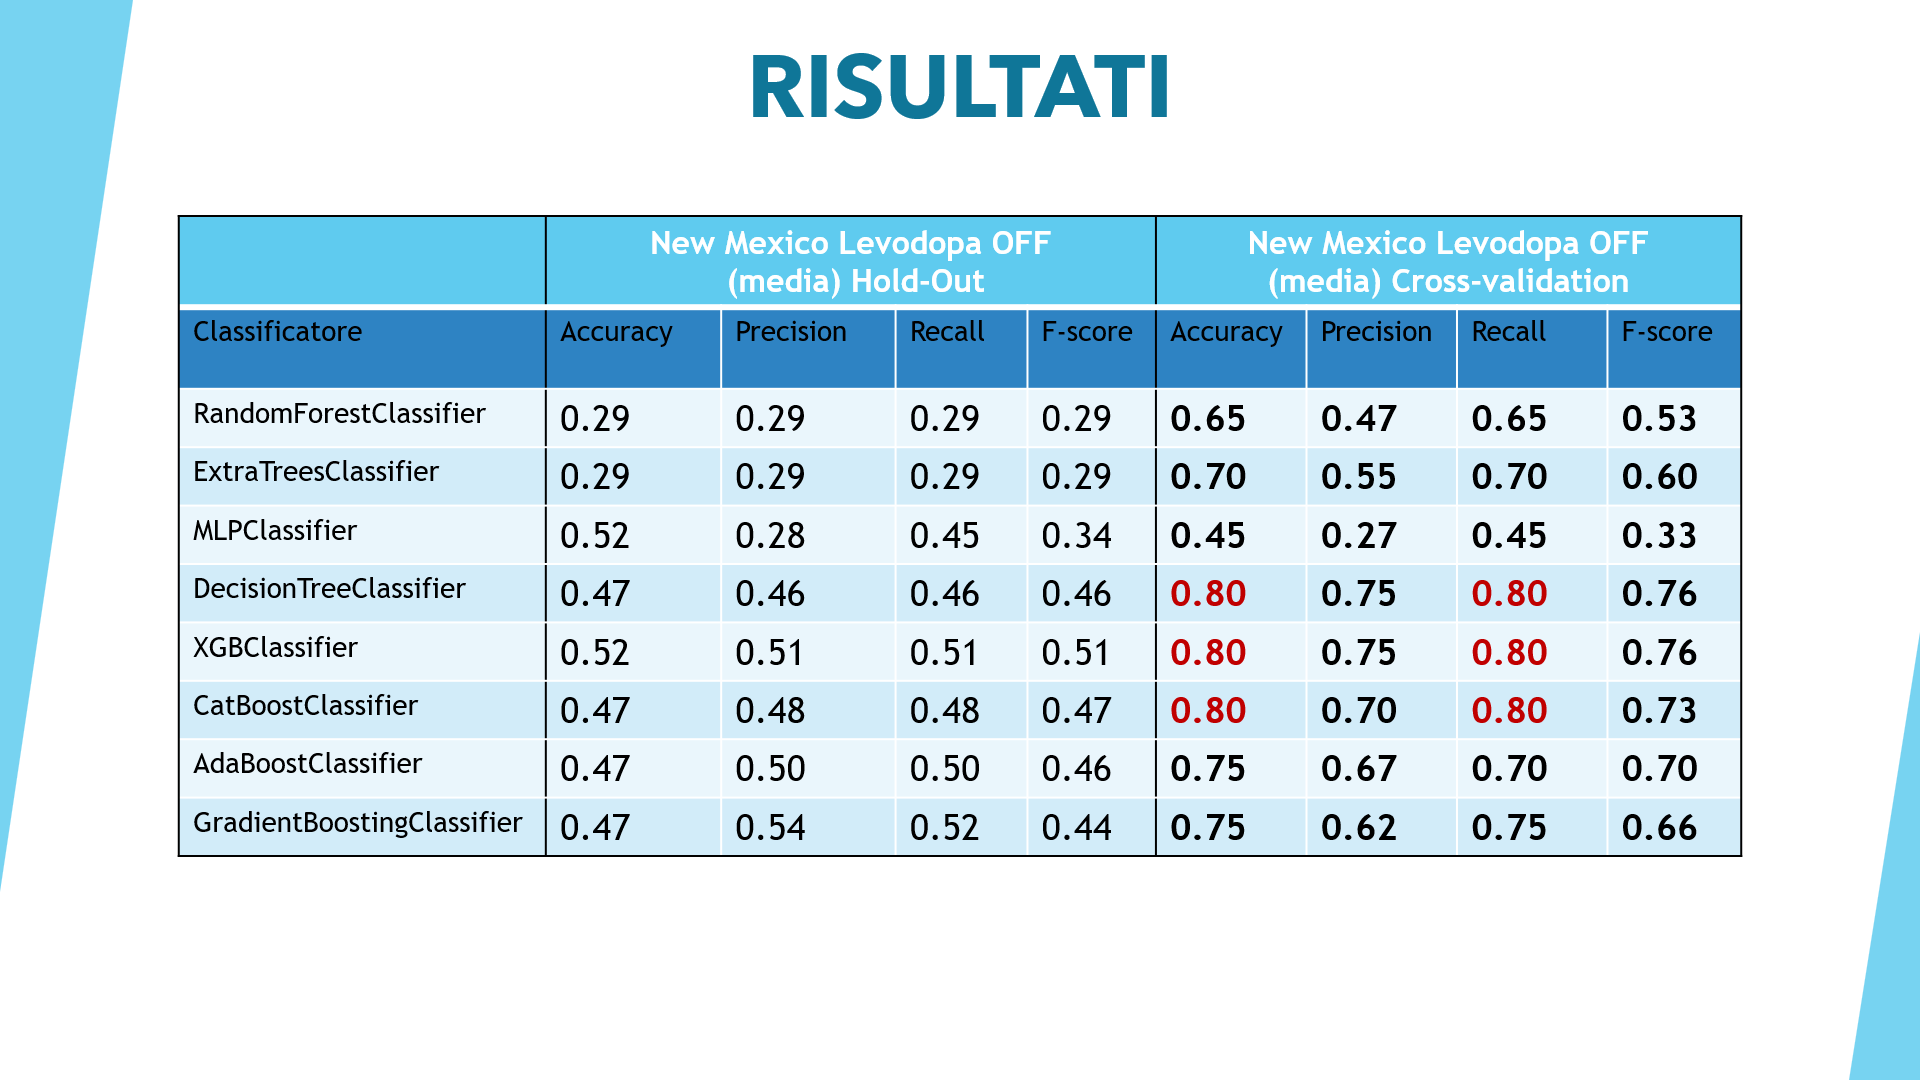 RISULTATI
New Mexico Levodopa OFF (media) Hold-Out
New Mexico Levodopa OFF (media) Cross-validation
Classificatore Accuracy Precision Recall F-score Accuracy Precision Recall F-score
RandomForestClassifier 0.29 0.29 0.29 0.29 0.65 0.47 0.65 0.53
ExtraTreesClassifier 0.29 0.29 0.29 0.29 0.70 0.55 0.70 0.60
MLPClassifier 0.52 0.28 0.45 0.34 0.45 0.27 0.45 0.33
DecisionTreeClassifier 0.47 0.46 0.46 0.46 0.80 0.75 0.80 0.76
XGBClassifier 0.52 0.51 0.51 0.51 0.80 0.75 0.80 0.76
CatBoostClassifier 0.47 0.48 0.48 0.47 0.80 0.70 0.80 0.73
AdaBoostClassifier 0.47 0.50 0.50 0.46 0.75 0.67 0.70 0.70
GradientBoostingClassifier 0.47 0.54 0.52 0.44 0.75 0.62 0.75 0.66